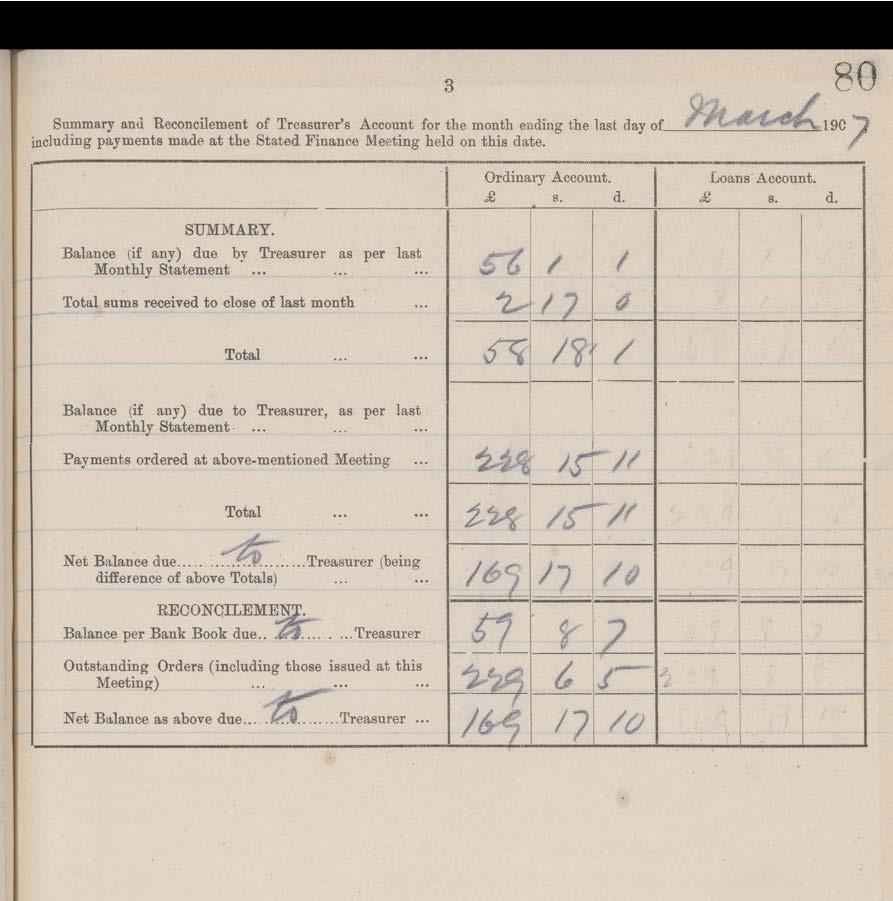 80
3
Summary and Reconcilement of Treasurer's Account for the month ending the last day of March 1907
including payments made at the Stated Finance Meeting held on this date.
Ordinary Account. Loans Account.
£ s. d. £ s. d.
SUMMARY.
Balance (if any) due by Treasurer as per last
Monthly Statement ... ... ... 56 1 1
Total sums received to close of last month ... 2 17 0
Total ... ... 58 18 1
Balance (if any) due to Treasurer, as per last
Monthly Statement ... ... ...
Payments ordered at above-mentioned Meeting ... 228 15 11
Total ... ... 228 15 11
Net Balance due...to...Treasurer (being
difference of above Totals) ... ... 169 17 10
RECONCILEMENT.
Balance per Bank Book due...to...Treasurer 59 8 7
Outstanding Orders (including those issued at this
Meeting) ... ... ... 229 6 5
Net Balance as above due...to...Treasurer ... 169 17 10